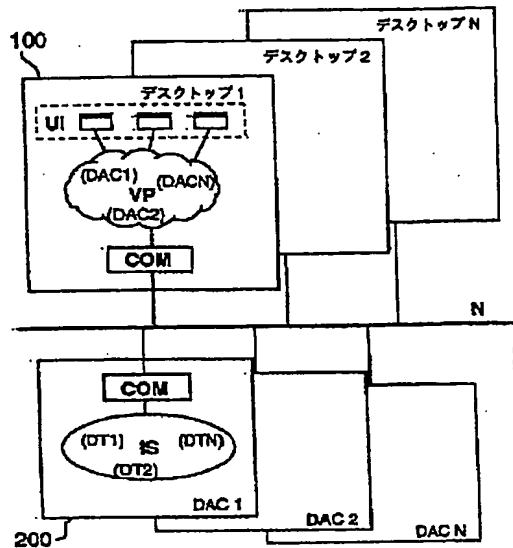 デスクトップN
デスクトップ2
100
デスクトップ1
UI
(DAC1)
(DACN)
VP
(DAC2)
COM
N
COM
(DT1]
IS
(DTN)
(DT2)
DAC 1
DAC 2
DAC N
200